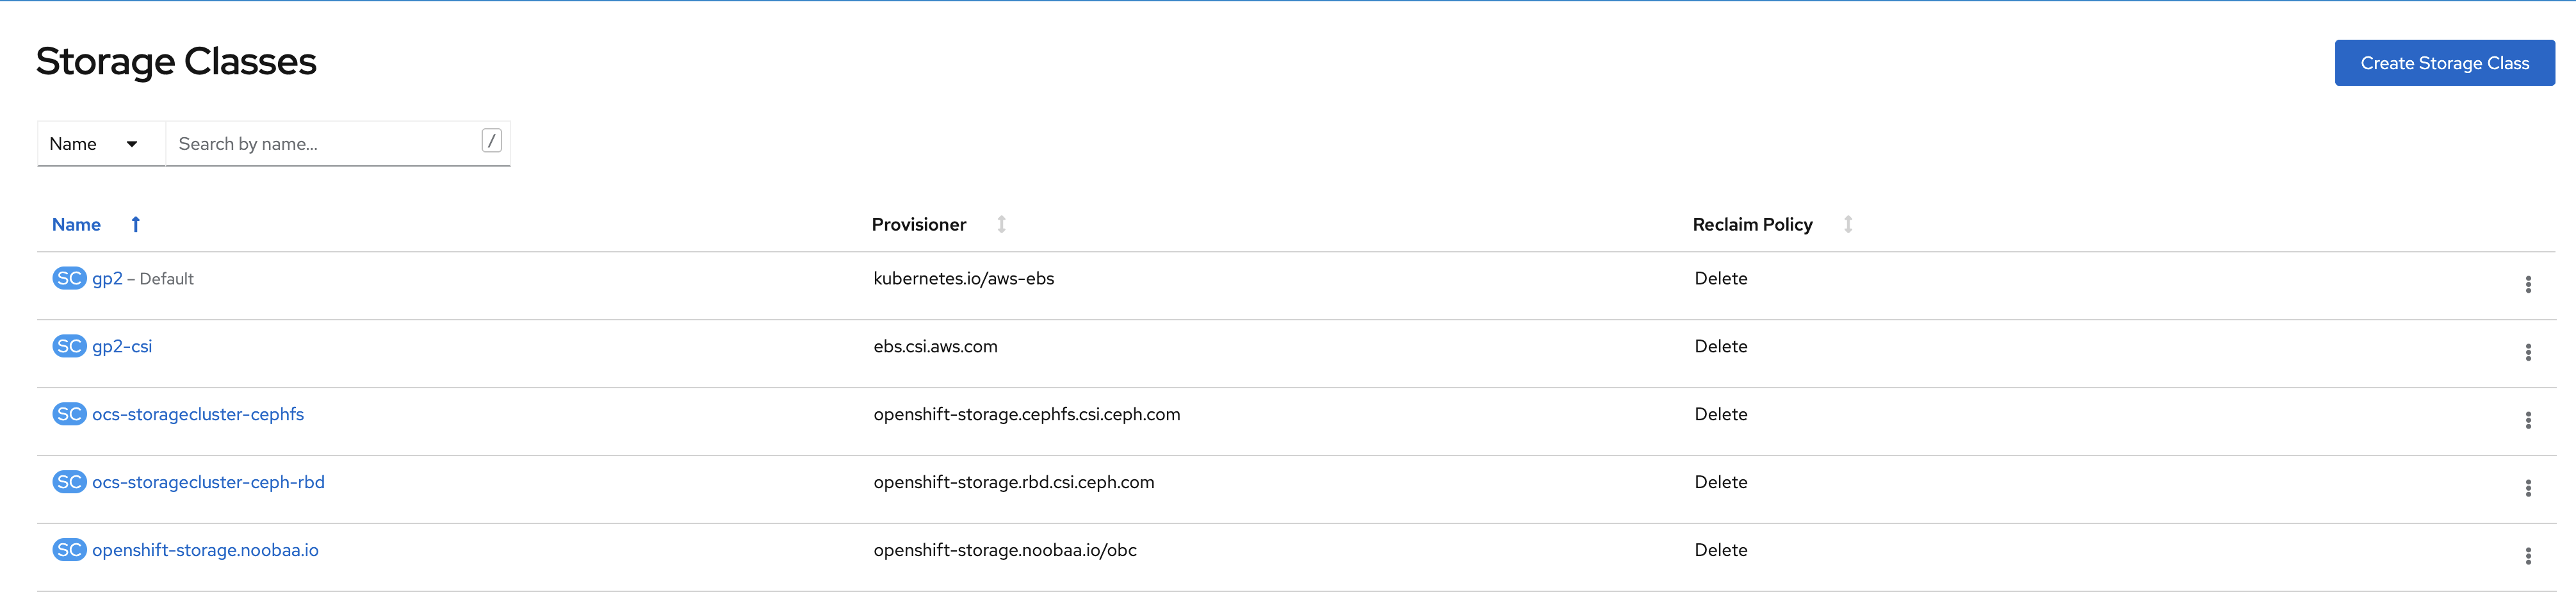 Storage Classes
Create Storage Class
Name Search by name... /
Name Provisioner Reclaim Policy
SC gp2 – Default kubernetes.io/aws-ebs Delete
SC gp2-csi ebs.csi.aws.com Delete
SC ocs-storagecluster-cephfs openshift-storage.cephfs.csi.ceph.com Delete
SC ocs-storagecluster-ceph-rbd openshift-storage.rbd.csi.ceph.com Delete
SC openshift-storage.noobaa.io openshift-storage.noobaa.io/obc Delete